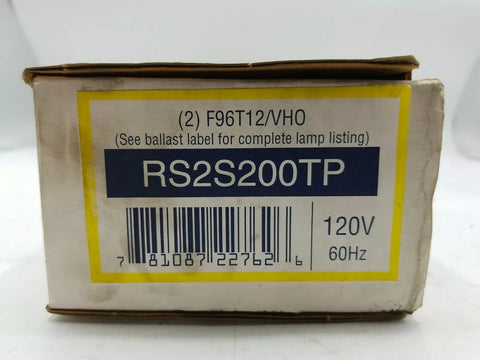 (2) F96T12/VHO
(See ballast label for complete lamp listing)
RS2S200TP
120V
60Hz
7 81087 22762 6